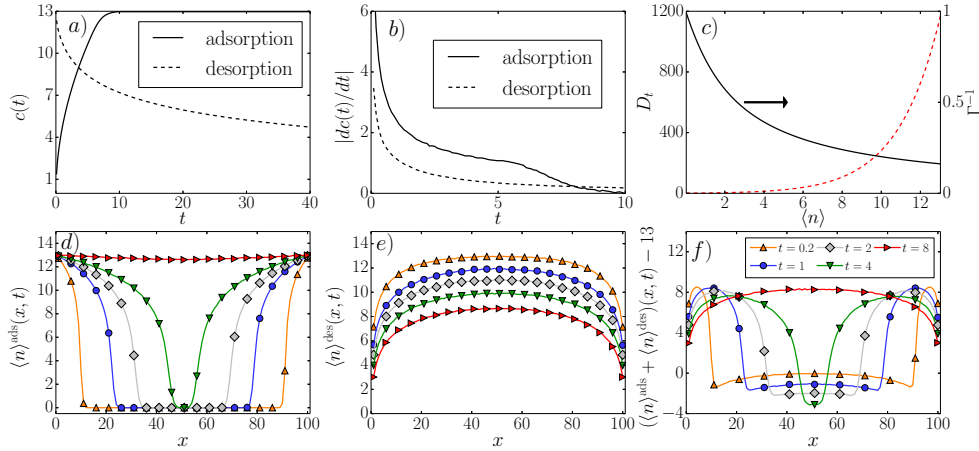 a)
adsorption
desorption
c(t)
13
10
7
4
1
0 10 20 30 40
t
b)
adsorption
desorption
|dc(t)/dt|
6
4
2
0
0 5 10
t
c)
D_t
1200
1000
800
600
400
200
0
0 2 4 6 8 10 12
⟨n⟩
1
0.5
0
Γ⁻¹
d)
⟨n⟩^ads(x, t)
14
12
10
8
6
4
2
0
0 20 40 60 80 100
x
e)
⟨n⟩^des(x, t)
14
12
10
8
6
4
2
0
0 20 40 60 80 100
x
f)
t = 0.2
t = 2
t = 8
t = 1
t = 4
(⟨n⟩^ads + ⟨n⟩^des)(x, t) − 13
12
8
4
0
−4
0 20 40 60 80 100
x